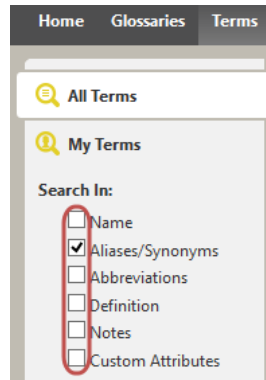 Home Glossaries Terms
All Terms
My Terms
Search In:
Name
Aliases/Synonyms
Abbreviations
Definition
Notes
Custom Attributes